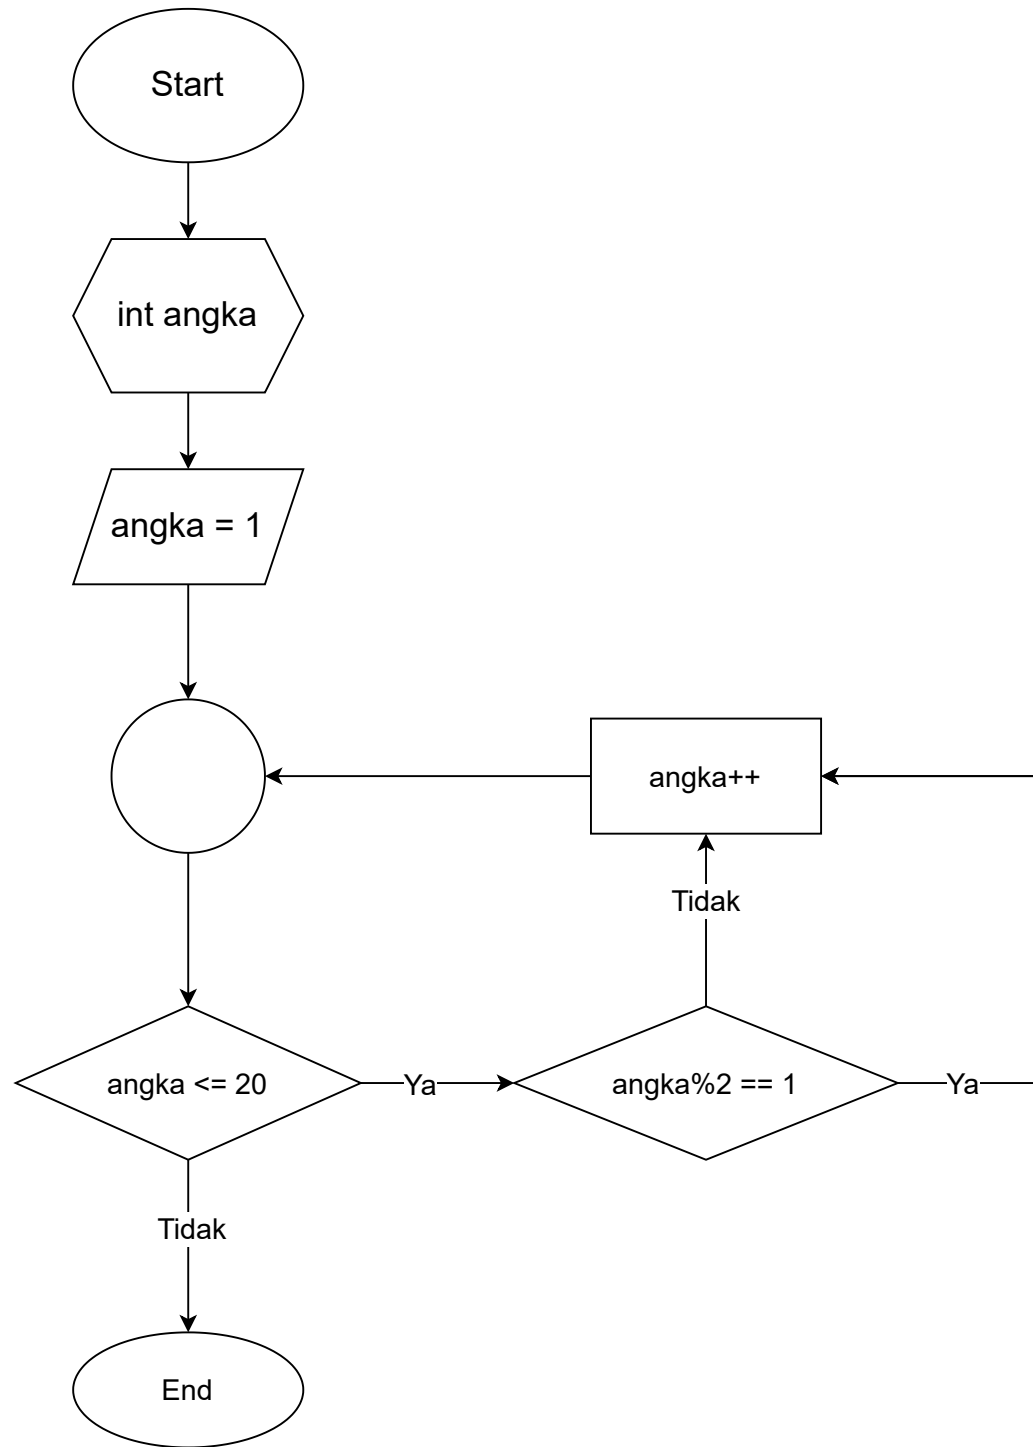 Start
int angka
angka = 1
angka++
Tidak
angka <= 20
Ya
angka%2 == 1
Ya
Tidak
End